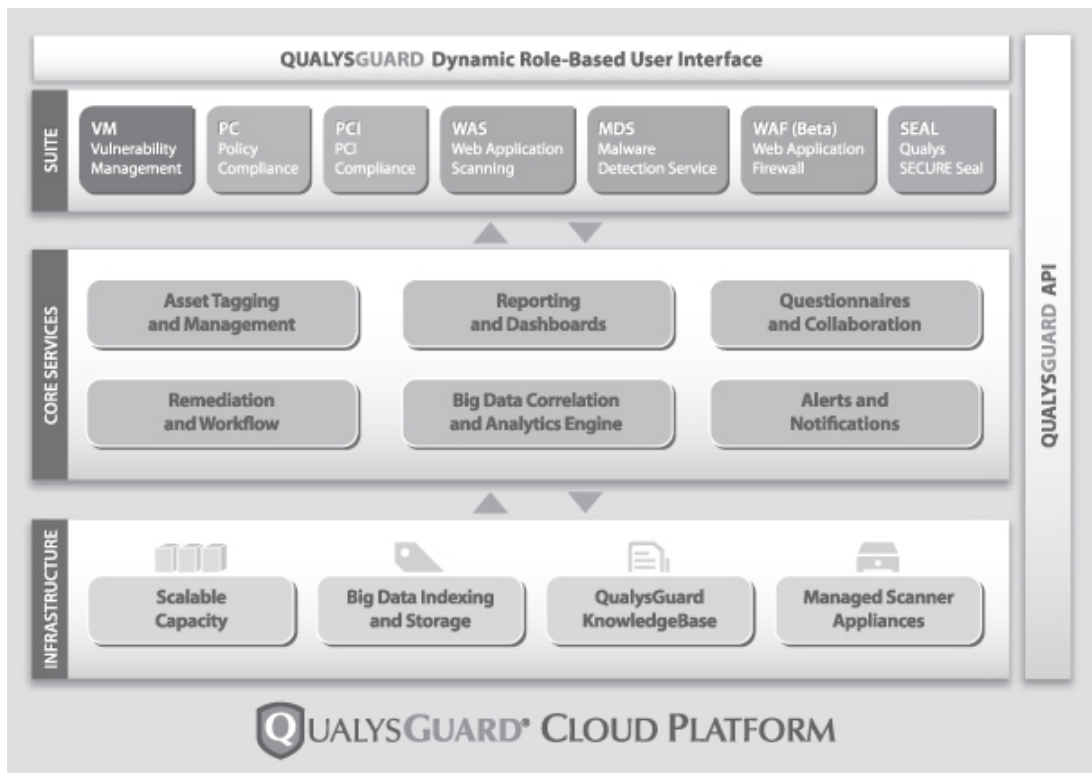 QUALYSGUARD Dynamic Role-Based User Interface
SUITE
VM
Vulnerability
Management
PC
Policy
Compliance
PCI
PCI
Compliance
WAS
Web Application
Scanning
MDS
Malware
Detection Service
WAF (Beta)
Web Application
Firewall
SEAL
Qualys
SECURE Seal
CORE SERVICES
Asset Tagging
and Management
Reporting
and Dashboards
Questionnaires
and Collaboration
Remediation
and Workflow
Big Data Correlation
and Analytics Engine
Alerts and
Notifications
INFRASTRUCTURE
Scalable
Capacity
Big Data Indexing
and Storage
QualysGuard
KnowledgeBase
Managed Scanner
Appliances
QUALYSGUARD API
QUALYSGUARD® CLOUD PLATFORM